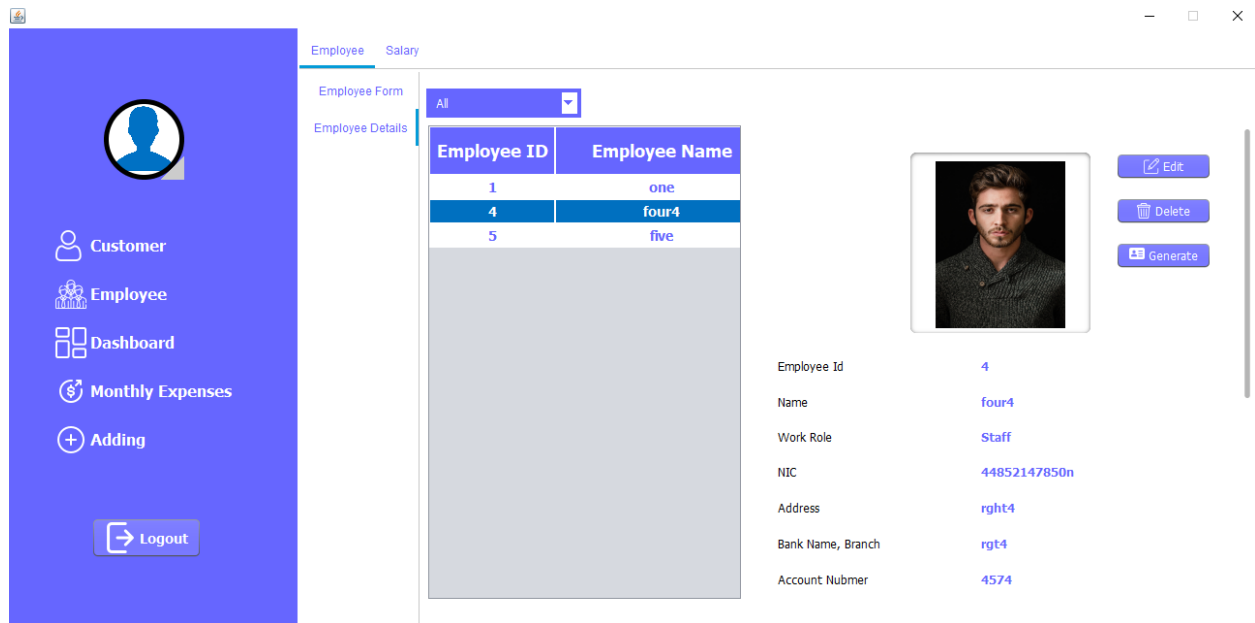 Employee Salary
Employee Form
Employee Details
Customer
Employee
Dashboard
Monthly Expenses
Adding
Logout
All
Employee ID Employee Name
1 one
4 four4
5 five
Edit
Delete
Generate
Employee Id 4
Name four4
Work Role Staff
NIC 44852147850n
Address rght4
Bank Name, Branch rgt4
Account Nubmer 4574